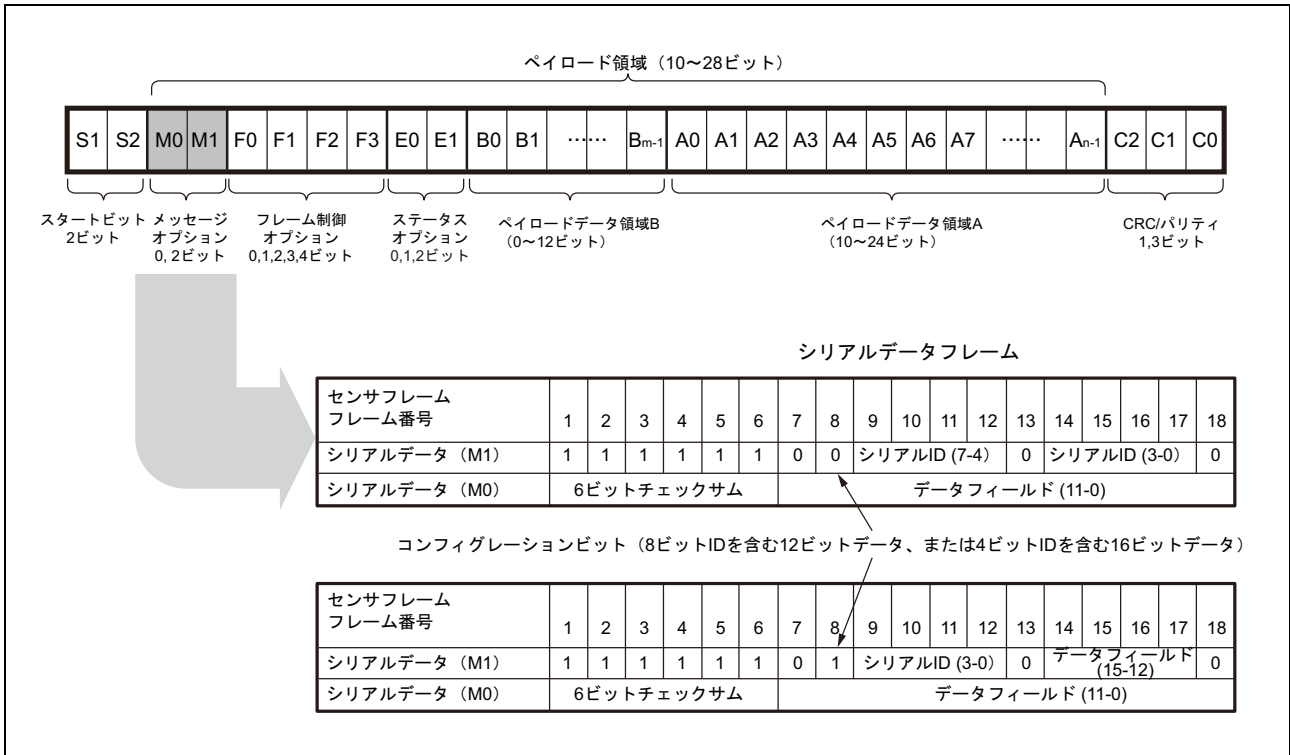 ペイロード領域（10～28ビット）
S1 S2 M0 M1 F0 F1 F2 F3 E0 E1 B0 B1 …… Bm-1 A0 A1 A2 A3 A4 A5 A6 A7 …… An-1 C2 C1 C0
スタートビット
2ビット
メッセージ
オプション
0, 2ビット
フレーム制御
オプション
0,1,2,3,4ビット
ステータス
オプション
0,1,2ビット
ペイロードデータ領域B
（0～12ビット）
ペイロードデータ領域A
（10～24ビット）
CRC/パリティ
1,3ビット
シリアルデータフレーム
センサフレーム
フレーム番号 1 2 3 4 5 6 7 8 9 10 11 12 13 14 15 16 17 18
シリアルデータ（M1） 1 1 1 1 1 1 0 0 シリアルID (7-4) 0 シリアルID (3-0) 0
シリアルデータ（M0） 6ビットチェックサム データフィールド (11-0)
コンフィグレーションビット（8ビットIDを含む12ビットデータ、または4ビットIDを含む16ビットデータ）
センサフレーム
フレーム番号 1 2 3 4 5 6 7 8 9 10 11 12 13 14 15 16 17 18
シリアルデータ（M1） 1 1 1 1 1 1 0 1 シリアルID (3-0) 0 データフィールド (15-12) 0
シリアルデータ（M0） 6ビットチェックサム データフィールド (11-0)